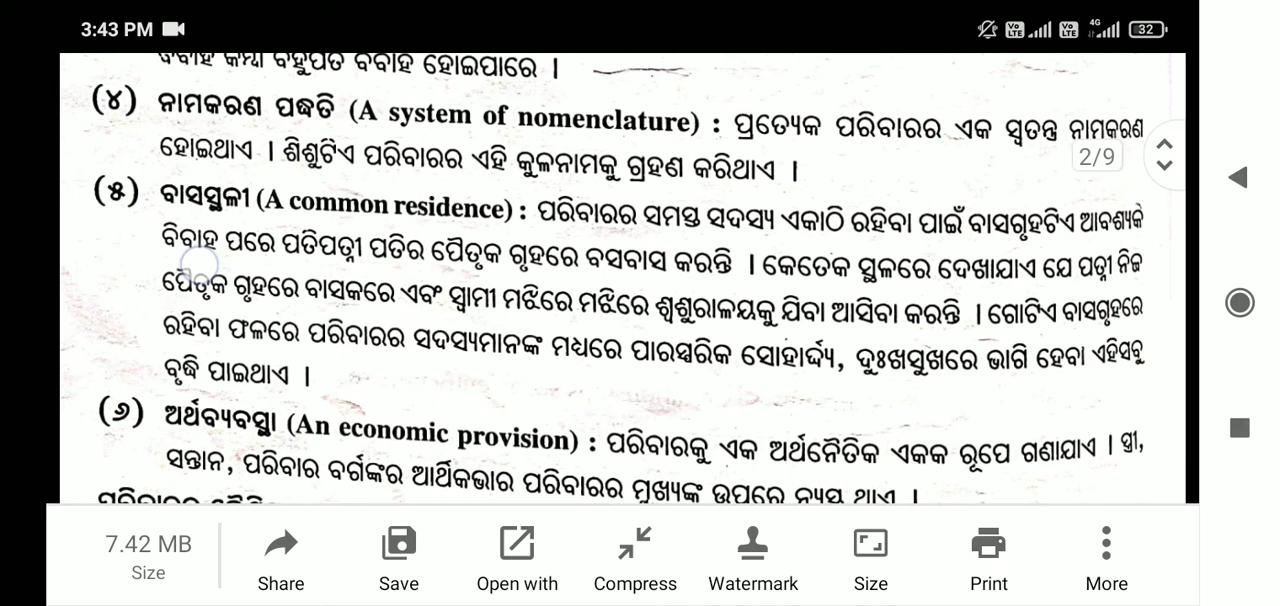 3:43 PM
4G
32
ବିବାହ କିମ୍ବା ବହୁପତି ବିବାହ ହୋଇପାରେ ।
(୪) ନାମକରଣ ପଦ୍ଧତି (A system of nomenclature) : ପ୍ରତ୍ୟେକ ପରିବାରର ଏକ ସ୍ୱତନ୍ତ୍ର ନାମକରଣ
ହୋଇଥାଏ । ଶିଶୁଟିଏ ପରିବାରର ଏହି କୁଳନାମକୁ ଗ୍ରହଣ କରିଥାଏ ।
2/9
(୫) ବାସସ୍ଥଳୀ (A common residence) : ପରିବାରର ସମସ୍ତ ସଦସ୍ୟ ଏକାଠି ରହିବା ପାଇଁ ବାସଗୃହଟିଏ ଆବଶ୍ୟକ
ବିବାହ ପରେ ପତିପତ୍ନୀ ପତିର ପୈତୃକ ଗୃହରେ ବସବାସ କରନ୍ତି । କେତେକ ସ୍ଥଳରେ ଦେଖାଯାଏ ଯେ ପତ୍ନୀ ନିଜ
ପୈତୃକ ଗୃହରେ ବାସକରେ ଏବଂ ସ୍ୱାମୀ ମଝିରେ ମଝିରେ ଶ୍ୱଶୁରାଳୟକୁ ଯିବା ଆସିବା କରନ୍ତି । ଗୋଟିଏ ବାସଗୃହରେ
ରହିବା ଫଳରେ ପରିବାରର ସଦସ୍ୟମାନଙ୍କ ମଧ୍ୟରେ ପାରସ୍ପରିକ ସୋହାର୍ଦ୍ଦ୍ୟ, ଦୁଃଖସୁଖରେ ଭାଗି ହେବା ଏହିସବୁ
ବୃଦ୍ଧି ପାଇଥାଏ ।
(୬) ଅର୍ଥବ୍ୟବସ୍ଥା (An economic provision) : ପରିବାରକୁ ଏକ ଅର୍ଥନୈତିକ ଏକକ ରୂପେ ଗଣାଯାଏ । ସ୍ତ୍ରୀ,
ସନ୍ତାନ, ପରିବାର ବର୍ଗଙ୍କର ଆର୍ଥିକଭାର ପରିବାରର ମୁଖ୍ୟଙ୍କ ଉପରେ ନ୍ୟସ୍ତ ଥାଏ ।
7.42 MB
Size
Share
Save
Open with
Compress
Watermark
Size
Print
More